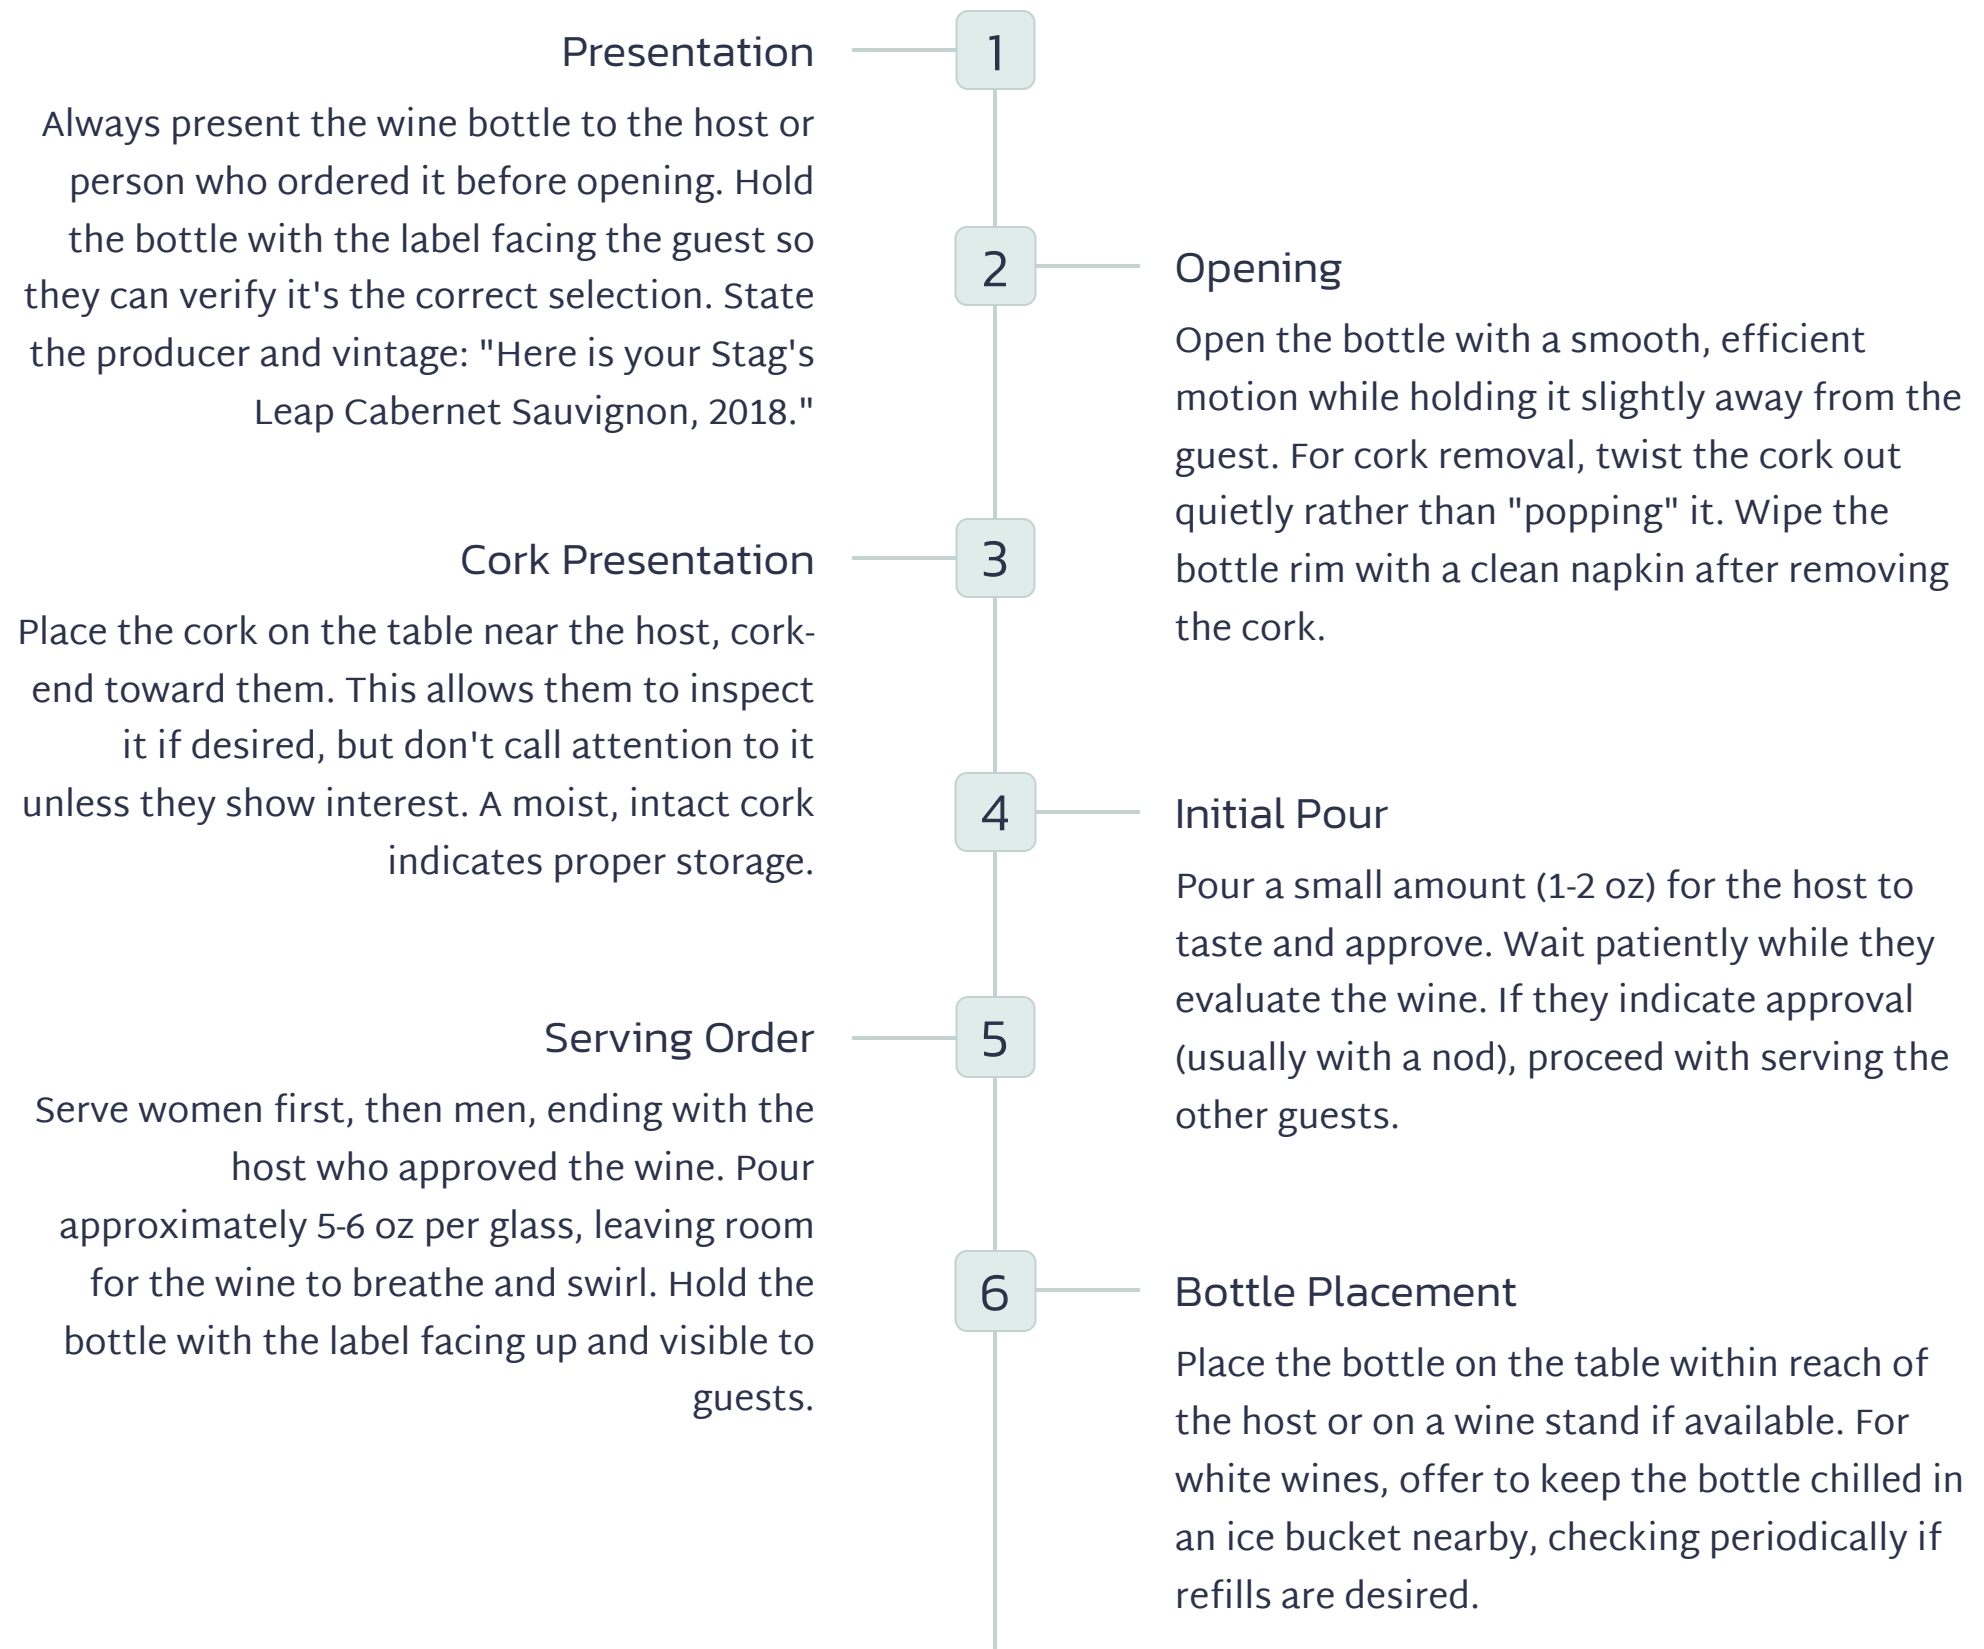 1
Presentation
Always present the wine bottle to the host or
person who ordered it before opening. Hold
the bottle with the label facing the guest so
they can verify it's the correct selection. State
the producer and vintage: "Here is your Stag's
Leap Cabernet Sauvignon, 2018."
2
Opening
Open the bottle with a smooth, efficient
motion while holding it slightly away from the
guest. For cork removal, twist the cork out
quietly rather than "popping" it. Wipe the
bottle rim with a clean napkin after removing
the cork.
3
Cork Presentation
Place the cork on the table near the host, cork-
end toward them. This allows them to inspect
it if desired, but don't call attention to it
unless they show interest. A moist, intact cork
indicates proper storage.
4
Initial Pour
Pour a small amount (1-2 oz) for the host to
taste and approve. Wait patiently while they
evaluate the wine. If they indicate approval
(usually with a nod), proceed with serving the
other guests.
5
Serving Order
Serve women first, then men, ending with the
host who approved the wine. Pour
approximately 5-6 oz per glass, leaving room
for the wine to breathe and swirl. Hold the
bottle with the label facing up and visible to
guests.
6
Bottle Placement
Place the bottle on the table within reach of
the host or on a wine stand if available. For
white wines, offer to keep the bottle chilled in
an ice bucket nearby, checking periodically if
refills are desired.